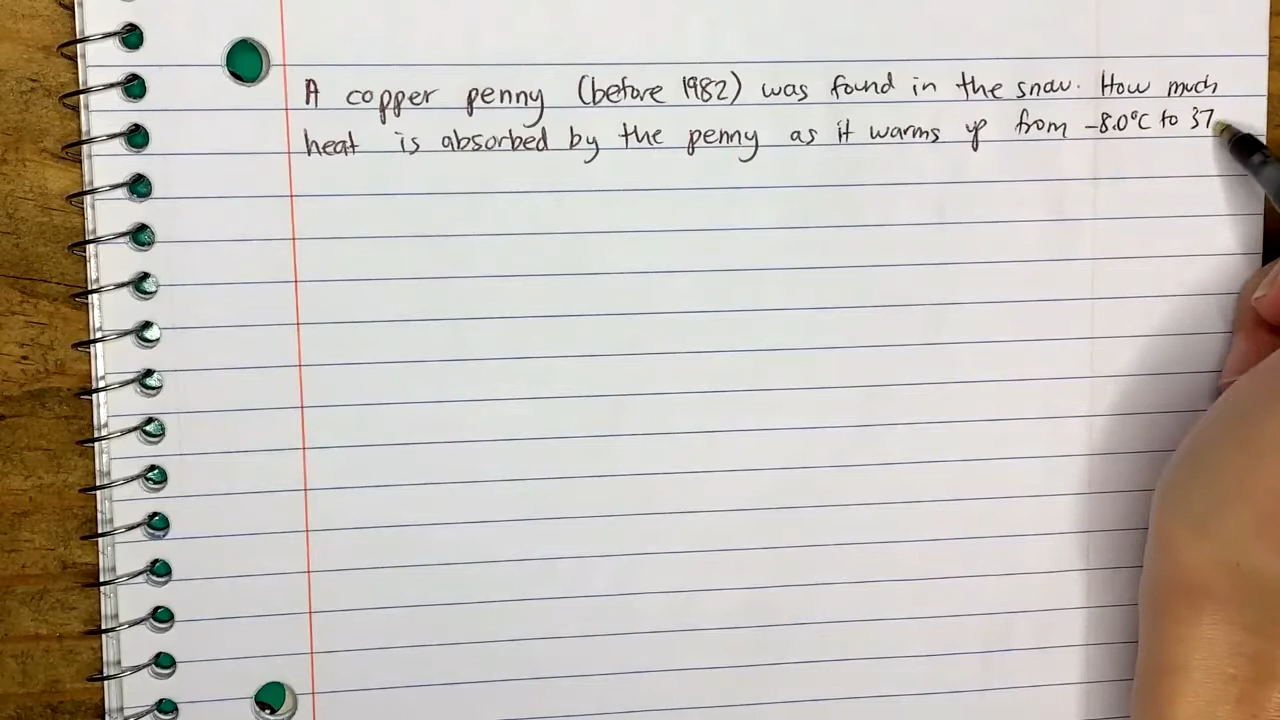 A copper penny (before 1982) was found in the snow. How much
heat is absorbed by the penny as it warms up from -8.0°C to 37